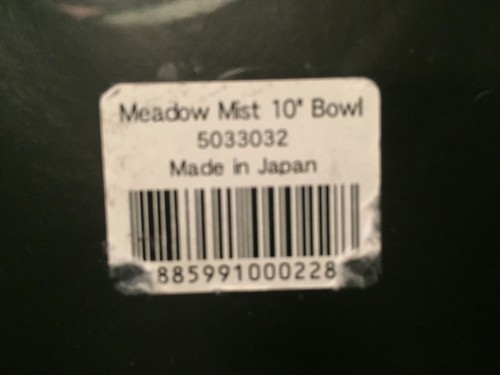 Meadow Mist 10" Bowl
5033032
Made in Japan
885991000228